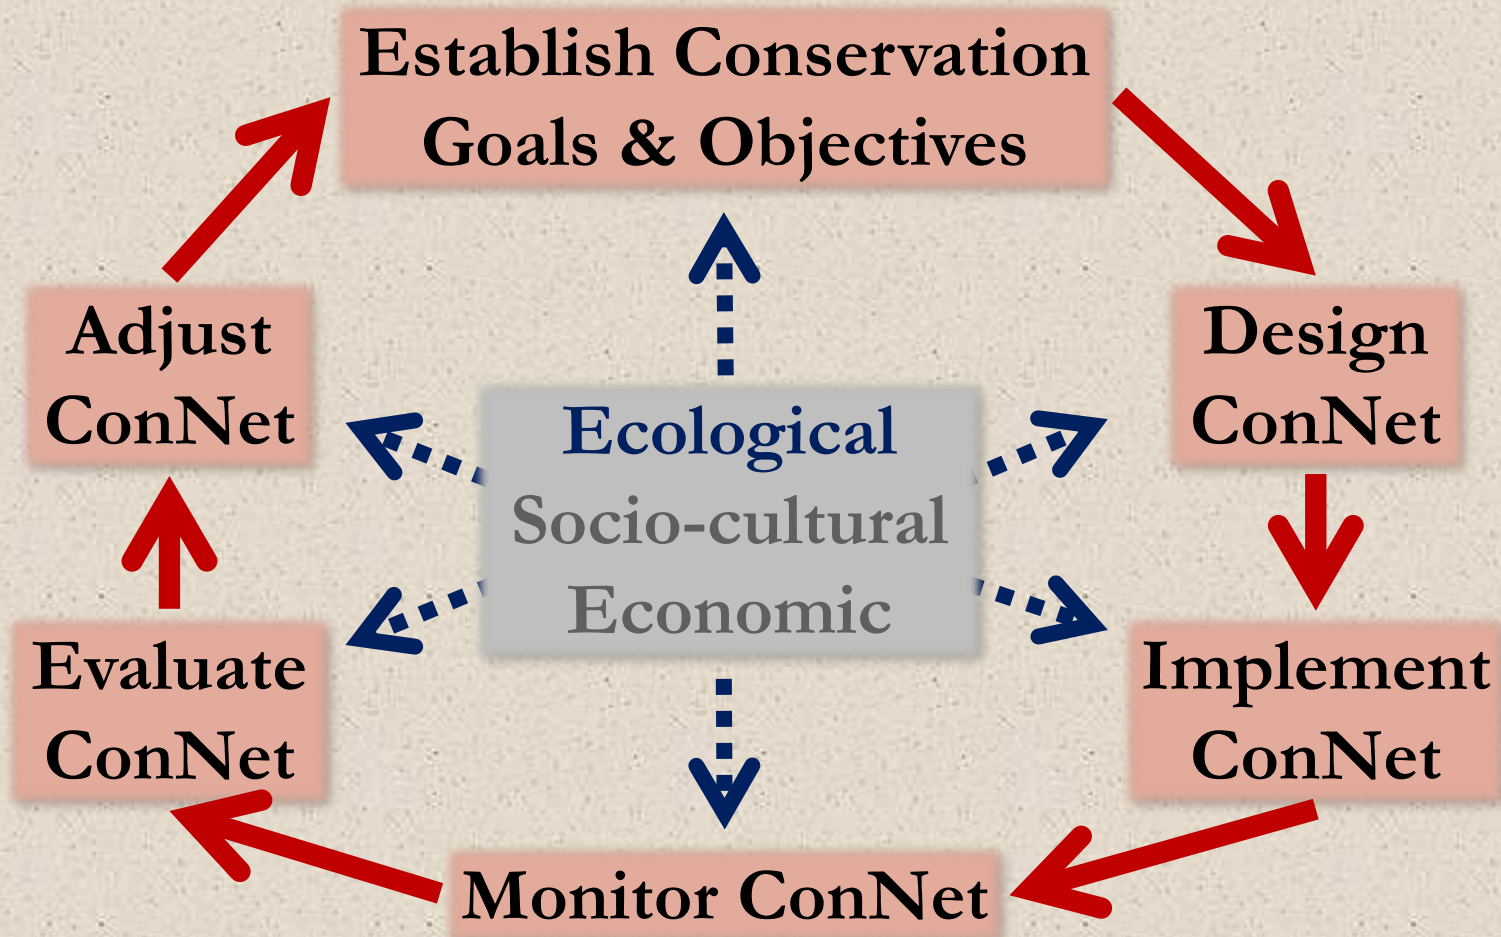 Establish Conservation
Goals & Objectives
Adjust
ConNet
Design
ConNet
Ecological
Socio-cultural
Economic
Evaluate
ConNet
Implement
ConNet
Monitor ConNet